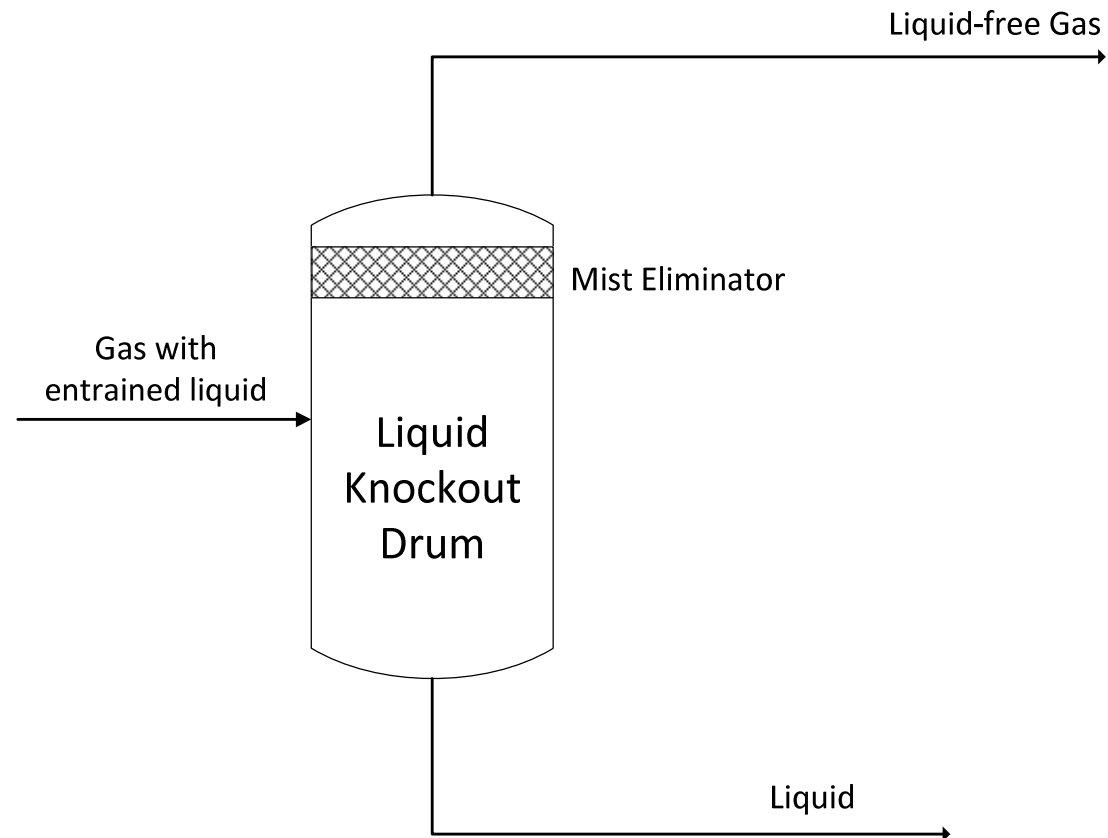 Liquid-free Gas
Mist Eliminator
Gas with
entrained liquid
Liquid
Knockout
Drum
Liquid